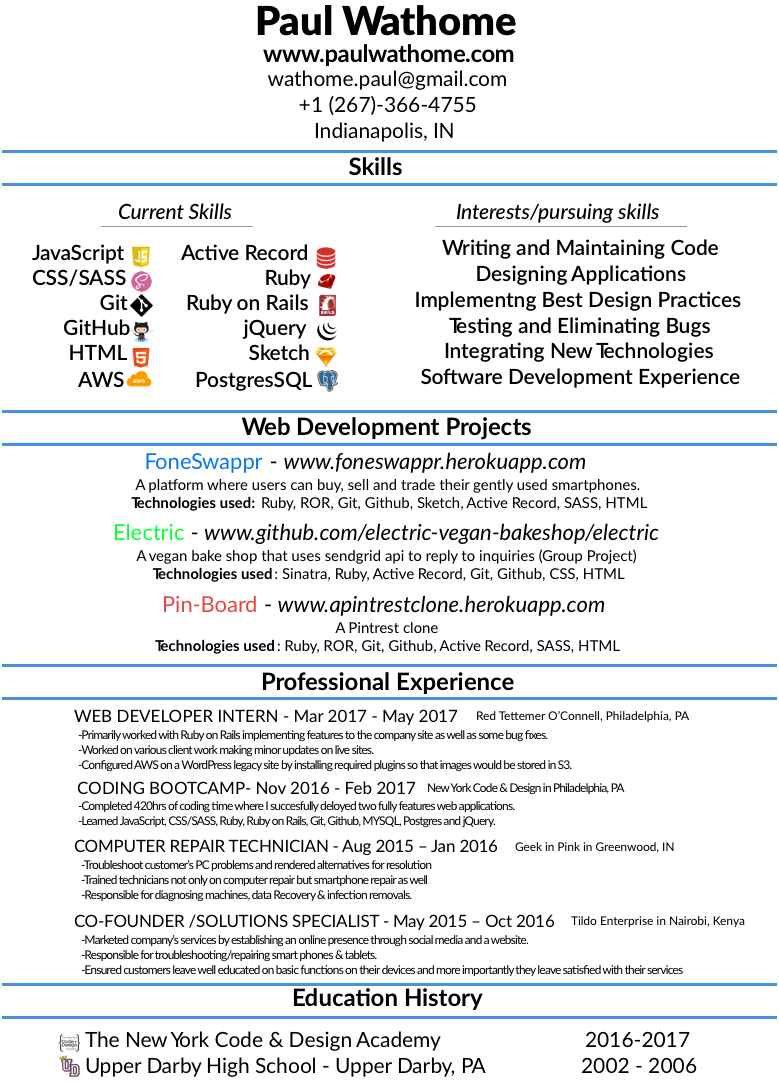 Paul Wathome
www.paulwathome.com
wathome.paul@gmail.com
+1 (267)-366-4755
Indianapolis, IN
Skills
Current Skills
JavaScript
CSS/SASS
Git
GitHub
HTML
AWS
Active Record
Ruby
Ruby on Rails
jQuery
Sketch
PostgresSQL
Interests/pursuing skills
Writing and Maintaining Code
Designing Applications
Implementng Best Design Practices
Testing and Eliminating Bugs
Integrating New Technologies
Software Development Experience
Web Development Projects
FoneSwappr - www.foneswappr.herokuapp.com
A platform where users can buy, sell and trade their gently used smartphones.
Technologies used: Ruby, ROR, Git, Github, Sketch, Active Record, SASS, HTML
Electric - www.github.com/electric-vegan-bakeshop/electric
A vegan bake shop that uses sendgrid api to reply to inquiries (Group Project)
Technologies used: Sinatra, Ruby, Active Record, Git, Github, CSS, HTML
Pin-Board - www.apintrestclone.herokuapp.com
A Pintrest clone
Technologies used: Ruby, ROR, Git, Github, Active Record, SASS, HTML
Professional Experience
WEB DEVELOPER INTERN - Mar 2017 - May 2017 Red Tettemer O'Connell, Philadelphia, PA
-Primarily worked with Ruby on Rails implementing features to the company site as well as some bug fixes.
-Worked on various client work making minor updates on live sites.
-Configured AWS on a WordPress legacy site by installing required plugins so that images would be stored in S3.
CODING BOOTCAMP- Nov 2016 - Feb 2017 New York Code & Design in Philadelphia, PA
-Completed 420hrs of coding time where I succesfully deloyed two fully features web applications.
-Learned JavaScript, CSS/SASS, Ruby, Ruby on Rails, Git, Github, MYSQL, Postgres and jQuery.
COMPUTER REPAIR TECHNICIAN - Aug 2015 – Jan 2016 Geek in Pink in Greenwood, IN
-Troubleshoot customer's PC problems and rendered alternatives for resolution
-Trained technicians not only on computer repair but smartphone repair as well
-Responsible for diagnosing machines, data Recovery & infection removals.
CO-FOUNDER /SOLUTIONS SPECIALIST - May 2015 – Oct 2016 Tildo Enterprise in Nairobi, Kenya
-Marketed company's services by establishing an online presence through social media and a website.
-Responsible for troubleshooting/repairing smart phones & tablets.
-Ensured customers leave well educated on basic functions on their devices and more importantly they leave satisfied with their services
Education History
The New York Code & Design Academy 2016-2017
Upper Darby High School - Upper Darby, PA 2002 - 2006